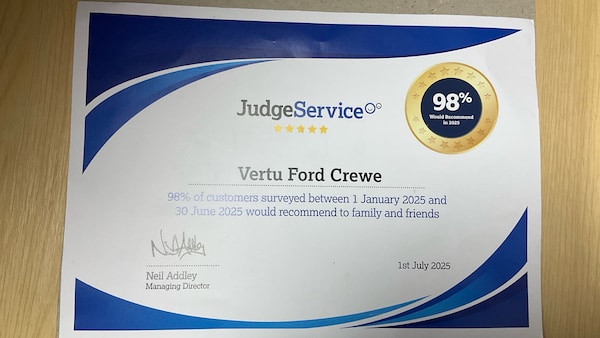 JudgeService
98%
Would Recommend
in 2025
Vertu Ford Crewe
98% of customers surveyed between 1 January 2025 and
30 June 2025 would recommend to family and friends
Neil Addley
Managing Director
1st July 2025